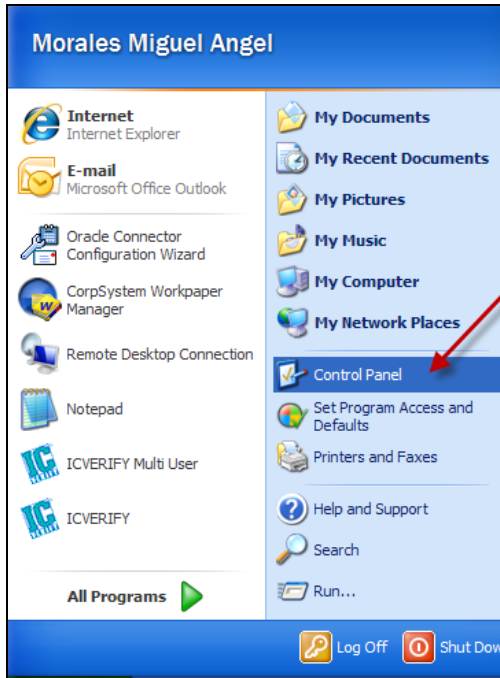 Morales Miguel Angel
Internet
Internet Explorer
E-mail
Microsoft Office Outlook
Oracle Connector
Configuration Wizard
CorpSystem Workpaper
Manager
Remote Desktop Connection
Notepad
ICVERIFY Multi User
ICVERIFY
All Programs
My Documents
My Recent Documents
My Pictures
My Music
My Computer
My Network Places
Control Panel
Set Program Access and
Defaults
Printers and Faxes
Help and Support
Search
Run...
Log Off
Shut Dow